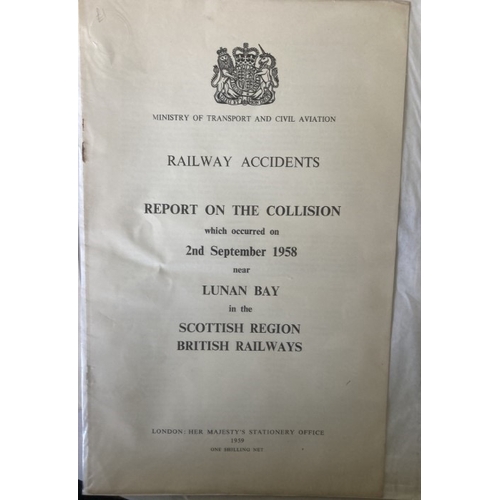 MINISTRY OF TRANSPORT AND CIVIL AVIATION
RAILWAY ACCIDENTS
REPORT ON THE COLLISION
which occurred on
2nd September 1958
near
LUNAN BAY
in the
SCOTTISH REGION
BRITISH RAILWAYS
LONDON: HER MAJESTY'S STATIONERY OFFICE
1959
ONE SHILLING NET